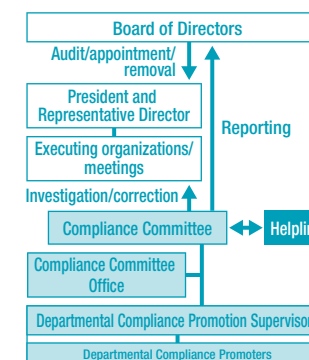 Board of Directors
Audit/appointment/
removal
President and
Representative Director
Reporting
Executing organizations/
meetings
Investigation/correction
Compliance Committee
Compliance Committee
Office
Departmental Compliance Promotion Supervisor
Departmental Compliance Promoters